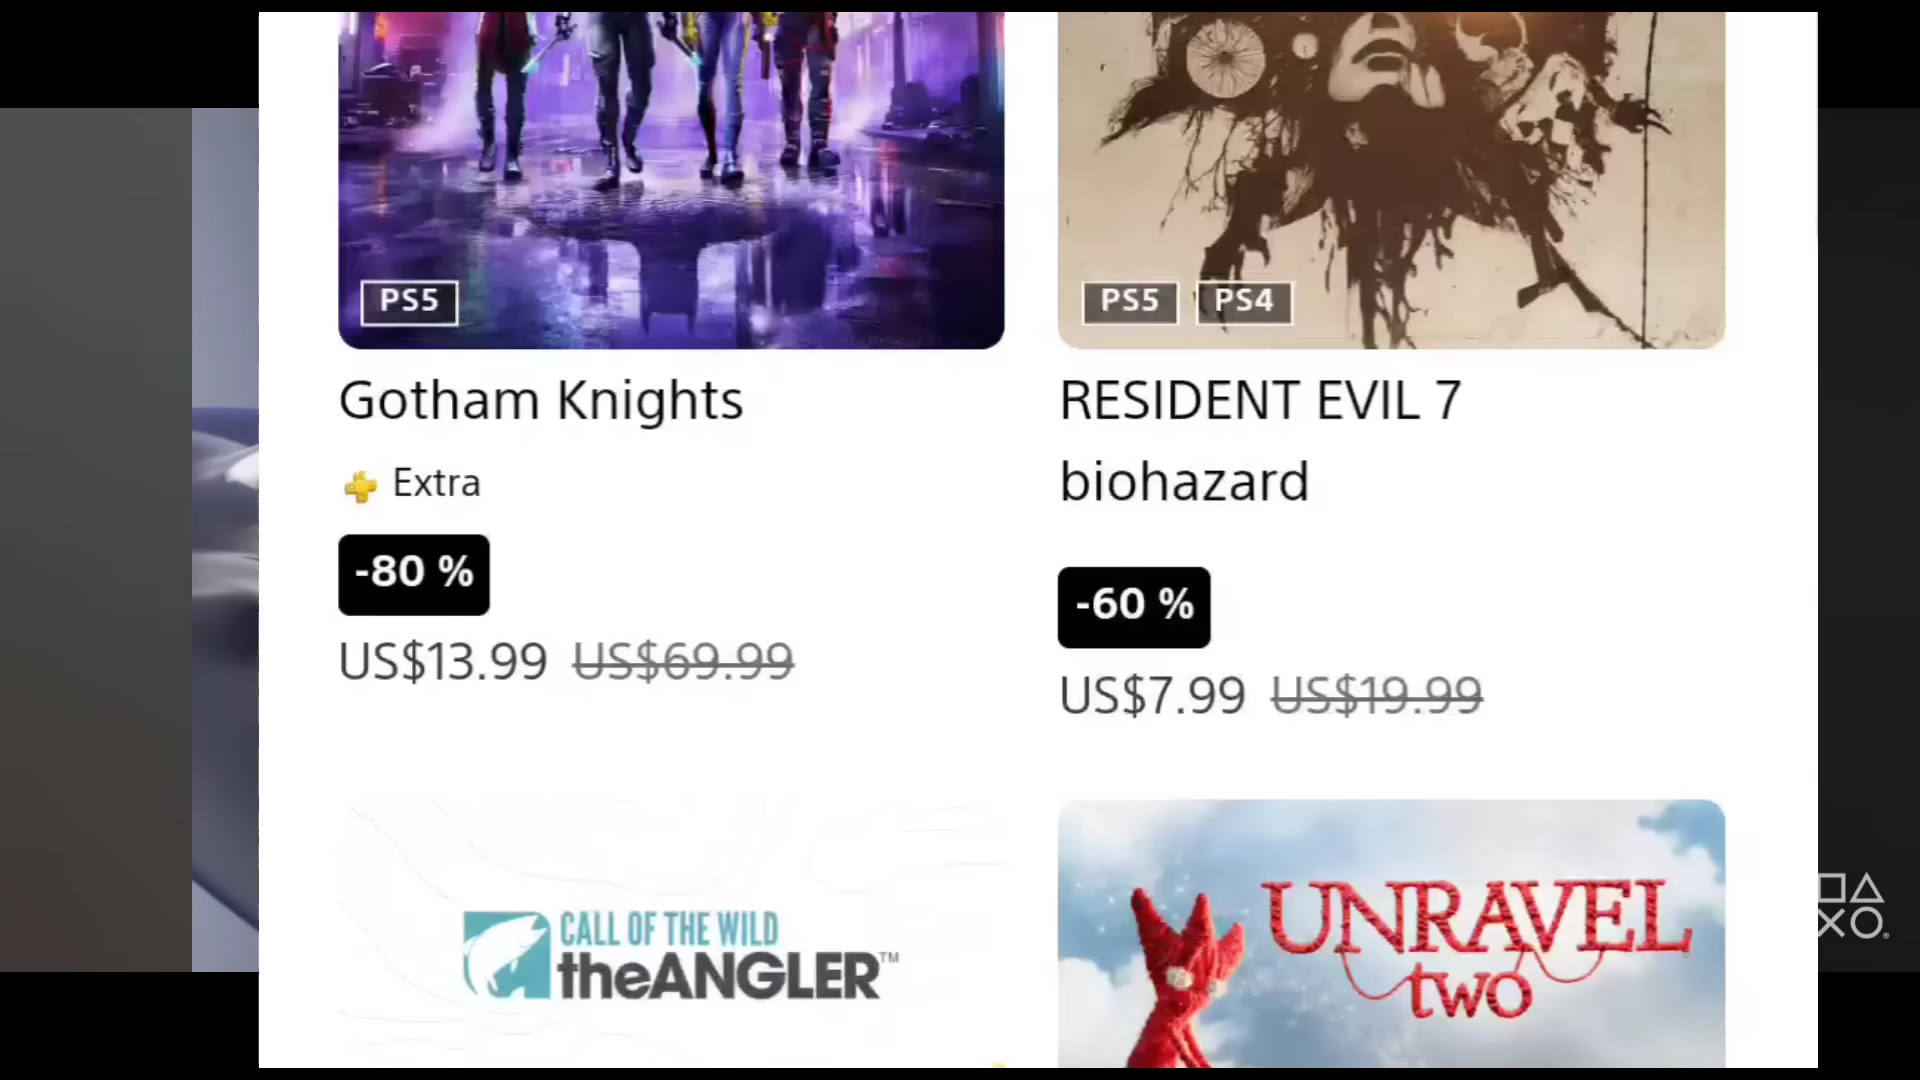 PS5
Gotham Knights
Extra
-80 %
US$13.99 US$69.99
PS5 PS4
RESIDENT EVIL 7
biohazard
-60 %
US$7.99 US$19.99
CALL OF THE WILD
theANGLER™
UNRAVEL
TWO